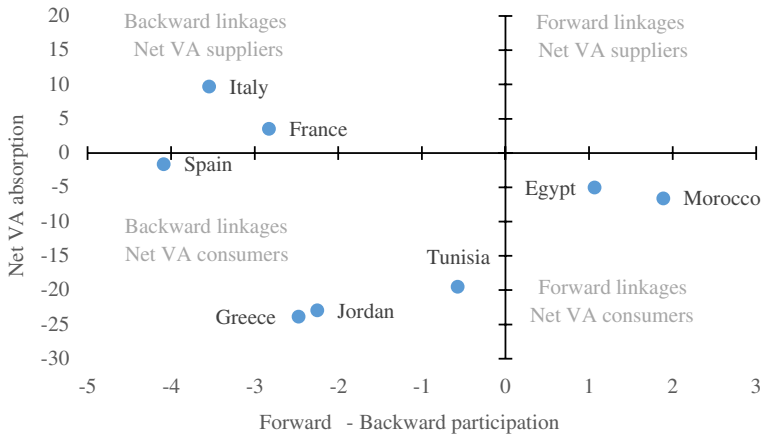 20
15
10
5
0
-5
-10
-15
-20
-25
-30
Net VA absorption
Backward linkages
Net VA suppliers
Forward linkages
Net VA suppliers
Italy
France
Spain
Egypt
Morocco
Backward linkages
Net VA consumers
Tunisia
Forward linkages
Net VA consumers
Greece
Jordan
-5 -4 -3 -2 -1 0 1 2 3
Forward - Backward participation